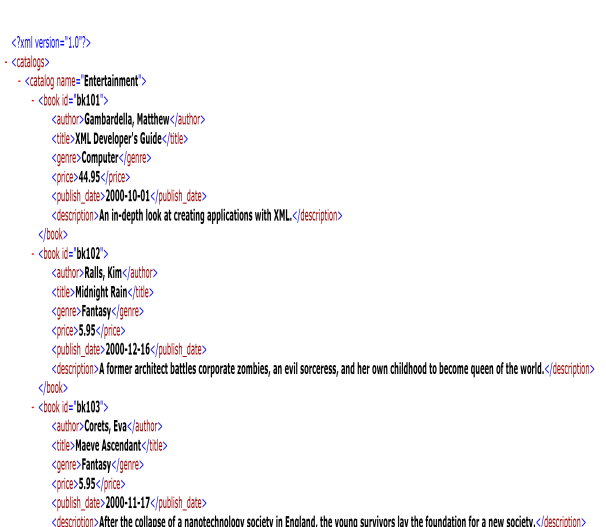 <?xml version="1.0"?>
- <catalogs>
- <catalog name="Entertainment">
- <book id="bk101">
<author>Gambardella, Matthew</author>
<title>XML Developer's Guide</title>
<genre>Computer</genre>
<price>44.95</price>
<publish_date>2000-10-01</publish_date>
<description>An in-depth look at creating applications with XML.</description>
</book>
- <book id="bk102">
<author>Ralls, Kim</author>
<title>Midnight Rain</title>
<genre>Fantasy</genre>
<price>5.95</price>
<publish_date>2000-12-16</publish_date>
<description>A former architect battles corporate zombies, an evil sorceress, and her own childhood to become queen of the world.</description>
</book>
- <book id="bk103">
<author>Corets, Eva</author>
<title>Maeve Ascendant</title>
<genre>Fantasy</genre>
<price>5.95</price>
<publish_date>2000-11-17</publish_date>
<description>After the collapse of a nanotechnology society in England, the young survivors lay the foundation for a new society.</description>